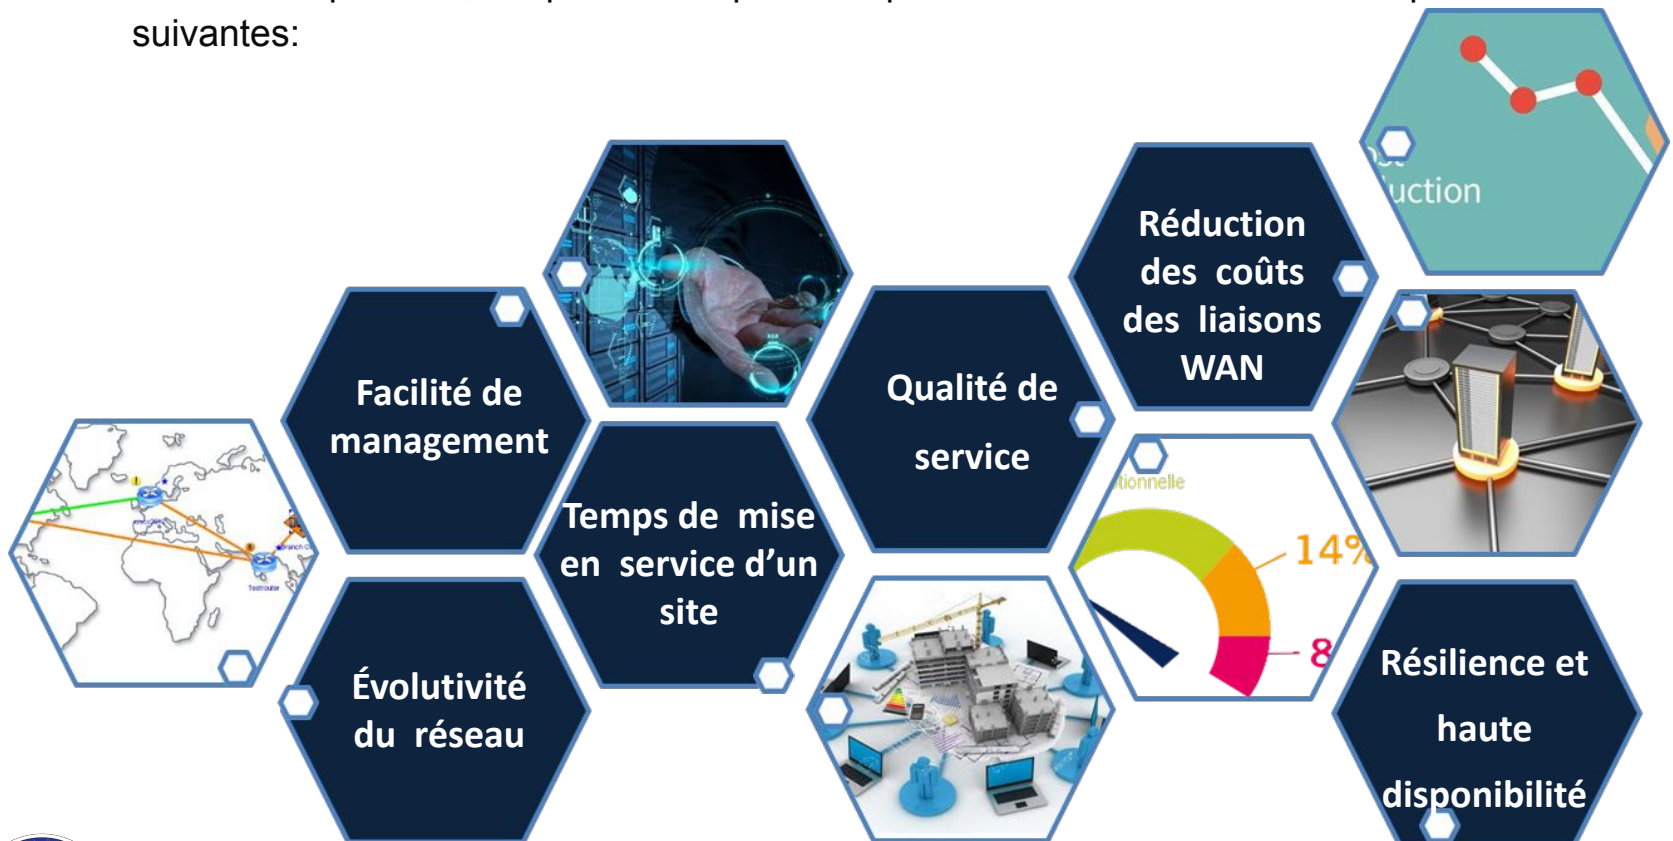 suivantes:
Réduction
des coûts
des liaisons
WAN
uction
Facilité de
management
Qualité de
service
Temps de mise
en service d’un
site
tionnelle
14%
8
Testrouter
Évolutivité
du réseau
Résilience et
haute
disponibilité